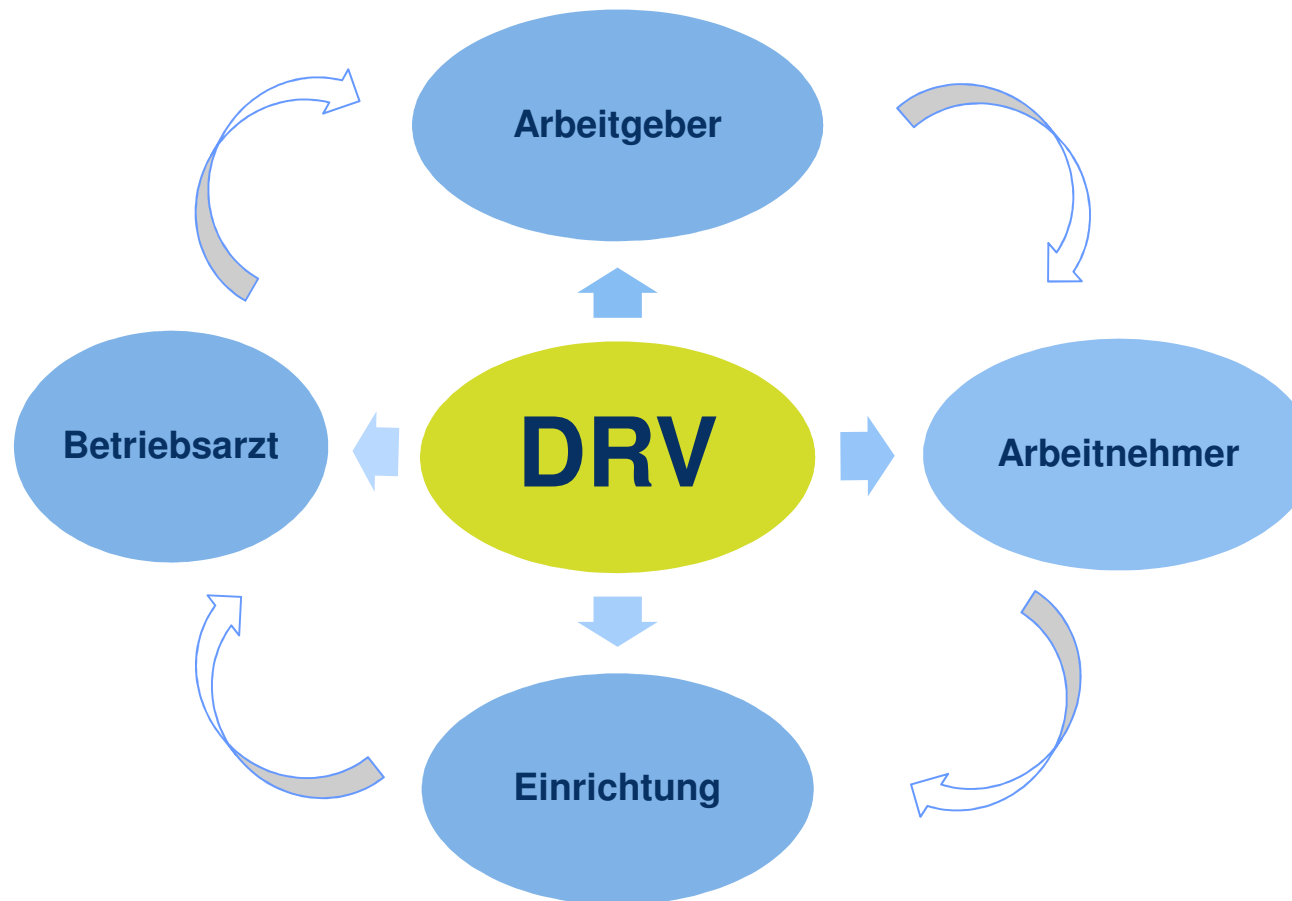 Arbeitgeber
Betriebsarzt
DRV
Arbeitnehmer
Einrichtung